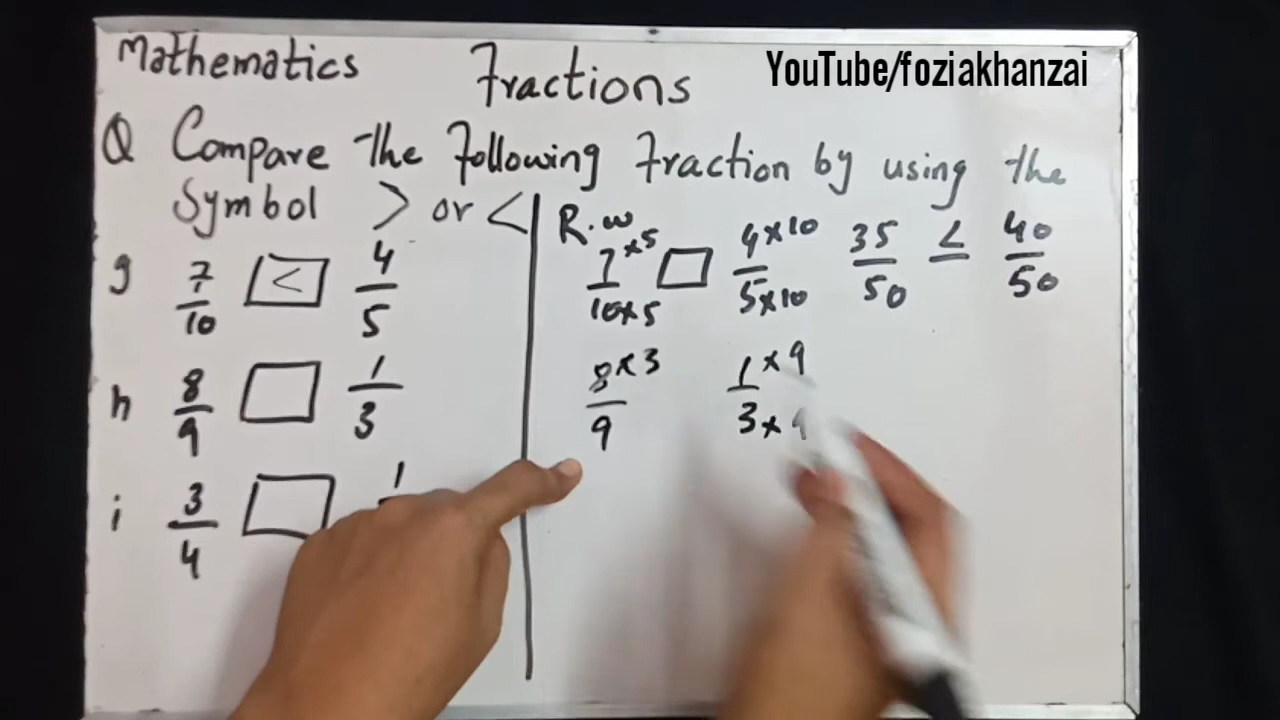 Mathematics Fractions
YouTube/foziakhanzai
Q Compare the following Fraction by using the
Symbol > or <
g 7/10 < 4/5
h 8/9 □ 1/3
i 3/4 □ 1
R.w
7×5/10×5 □ 4×10/5×10 35/50 < 40/50
8×3/9 1×9/3×9